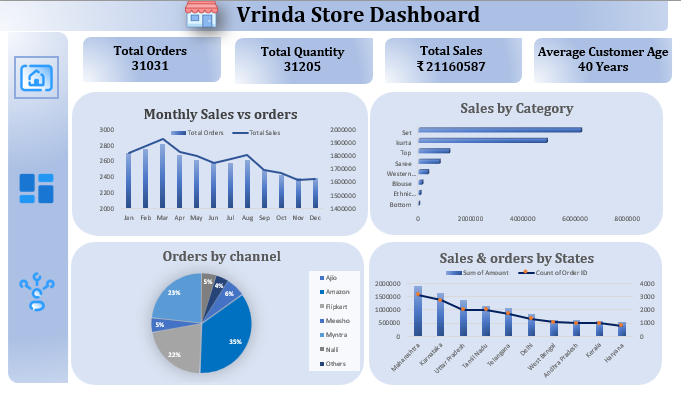 Vrinda Store Dashboard
Total Orders
31031
Total Quantity
31205
Total Sales
₹ 21160587
Average Customer Age
40 Years
Monthly Sales vs orders
Total Orders
Total Sales
3000
2800
2600
2400
2200
2000
2000000
1900000
1800000
1700000
1600000
1500000
1400000
Jan Feb Mar Apr May Jun Jul Aug Sep Oct Nov Dec
Sales by Category
Set
kurta
Top
Saree
Western...
Blouse
Ethnic...
Bottom
0 2000000 4000000 6000000 8000000
Orders by channel
5%
4%
6%
23%
5%
22%
35%
Ajio
Amazon
Flipkart
Meesho
Myntra
Nalli
Others
Sales & orders by States
Sum of Amount
Count of Order ID
2000000
1500000
1000000
500000
0
4000
3000
2000
1000
0
Maharashtra
Karnataka
Uttar Pradesh
Tamil Nadu
Telangana
Delhi
West Bengal
Andhra Pradesh
Kerala
Haryana